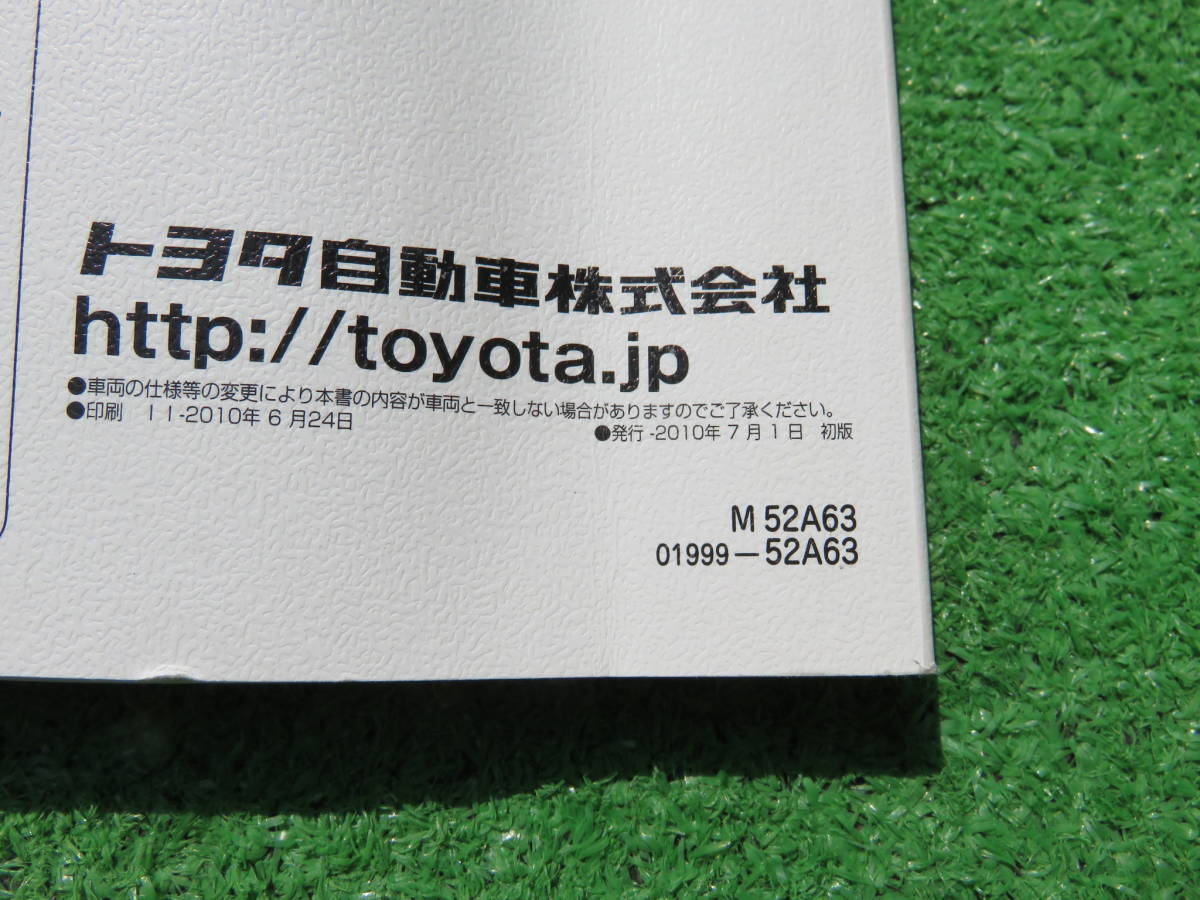 トヨタ自動車株式会社
http://toyota.jp
●車両の仕様等の変更により本書の内容が車両と一致しない場合がありますのでご了承ください。
●印刷 II-2010年6月24日
●発行-2010年7月1日 初版
M 52A63
01999-52A63